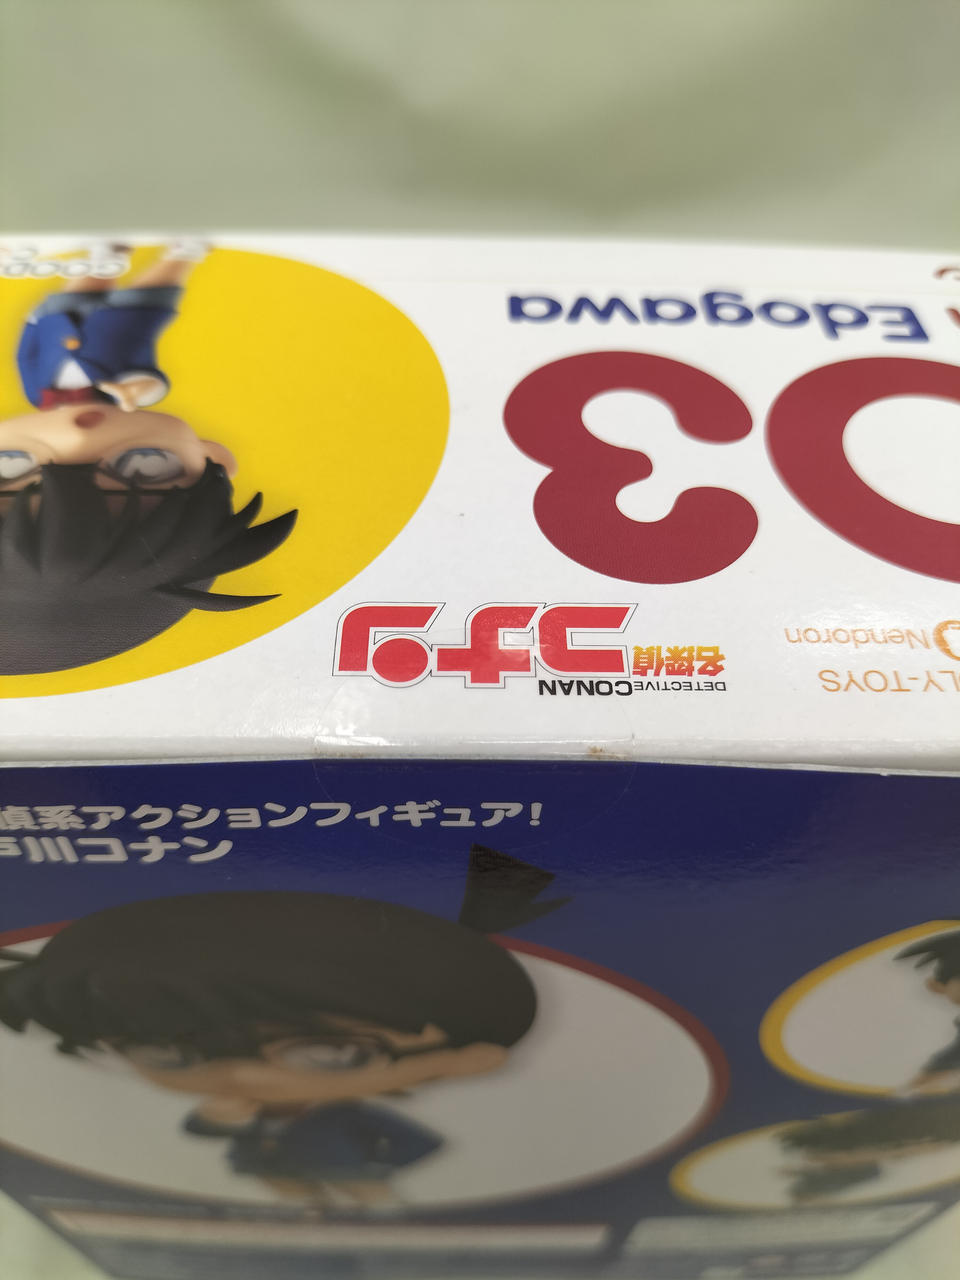 DETECTIVE CONAN
名探偵
コナン
LY-TOYS
Nendoron
03
Edogawa
GOOD
偵系アクションフィギュア!
戸川コナン